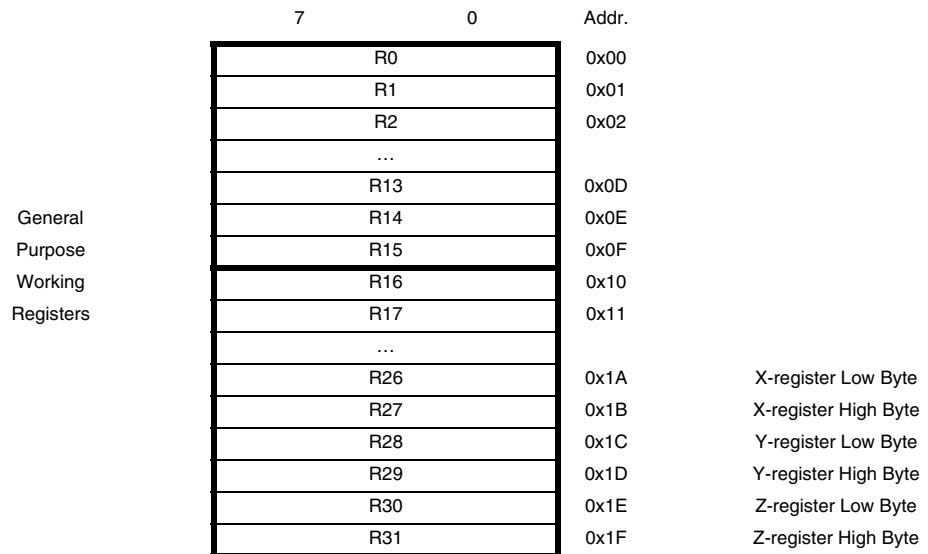 7 0 Addr.
R0 0x00
R1 0x01
R2 0x02
…
R13 0x0D
General R14 0x0E
Purpose R15 0x0F
Working R16 0x10
Registers R17 0x11
…
R26 0x1A X-register Low Byte
R27 0x1B X-register High Byte
R28 0x1C Y-register Low Byte
R29 0x1D Y-register High Byte
R30 0x1E Z-register Low Byte
R31 0x1F Z-register High Byte